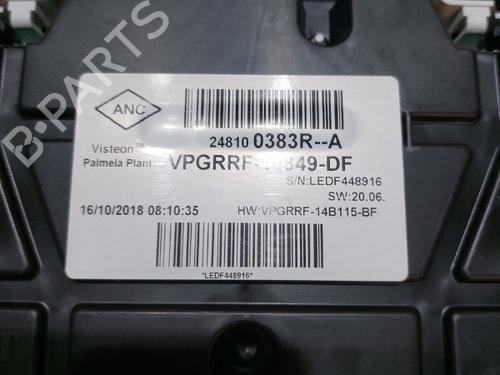 B-PARTS
ANC
Visteon™
Palmela Plant
24810 0383R--A
S/N:LEDF448916
SW:20.06.
16/10/2018 08:10:35
HW:VPGRRF-14B115-BF
*LEDF448916*